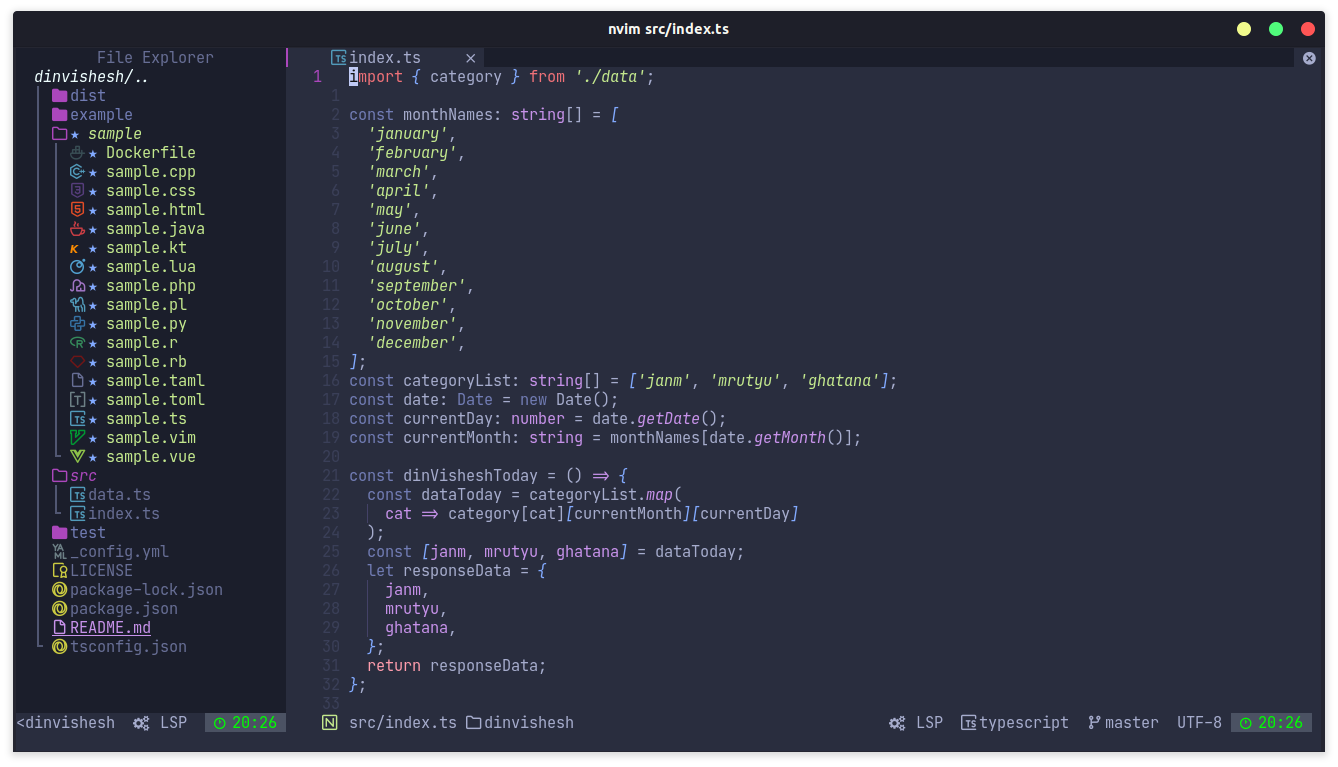 nvim src/index.ts
File Explorer
dinvishesh/..
dist
example
★ sample
★ Dockerfile
★ sample.cpp
★ sample.css
★ sample.html
★ sample.java
★ sample.kt
★ sample.lua
★ sample.php
★ sample.pl
★ sample.py
★ sample.r
★ sample.rb
★ sample.taml
★ sample.toml
★ sample.ts
★ sample.vim
★ sample.vue
src
TS data.ts
TS index.ts
test
YAML _config.yml
LICENSE
package-lock.json
package.json
README.md
tsconfig.json
<dinvishesh LSP 20:26
TS index.ts ×
1 import { category } from './data';
1
2 const monthNames: string[] = [
3 'january',
4 'february',
5 'march',
6 'april',
7 'may',
8 'june',
9 'july',
10 'august',
11 'september',
12 'october',
13 'november',
14 'december',
15 ];
16 const categoryList: string[] = ['janm', 'mrutyu', 'ghatana'];
17 const date: Date = new Date();
18 const currentDay: number = date.getDate();
19 const currentMonth: string = monthNames[date.getMonth()];
20
21 const dinVisheshToday = () => {
22 const dataToday = categoryList.map(
23 cat => category[cat][currentMonth][currentDay]
24 );
25 const [janm, mrutyu, ghatana] = dataToday;
26 let responseData = {
27 janm,
28 mrutyu,
29 ghatana,
30 };
31 return responseData;
32 };
33
N src/index.ts dinvishesh LSP TS typescript master UTF-8 20:26